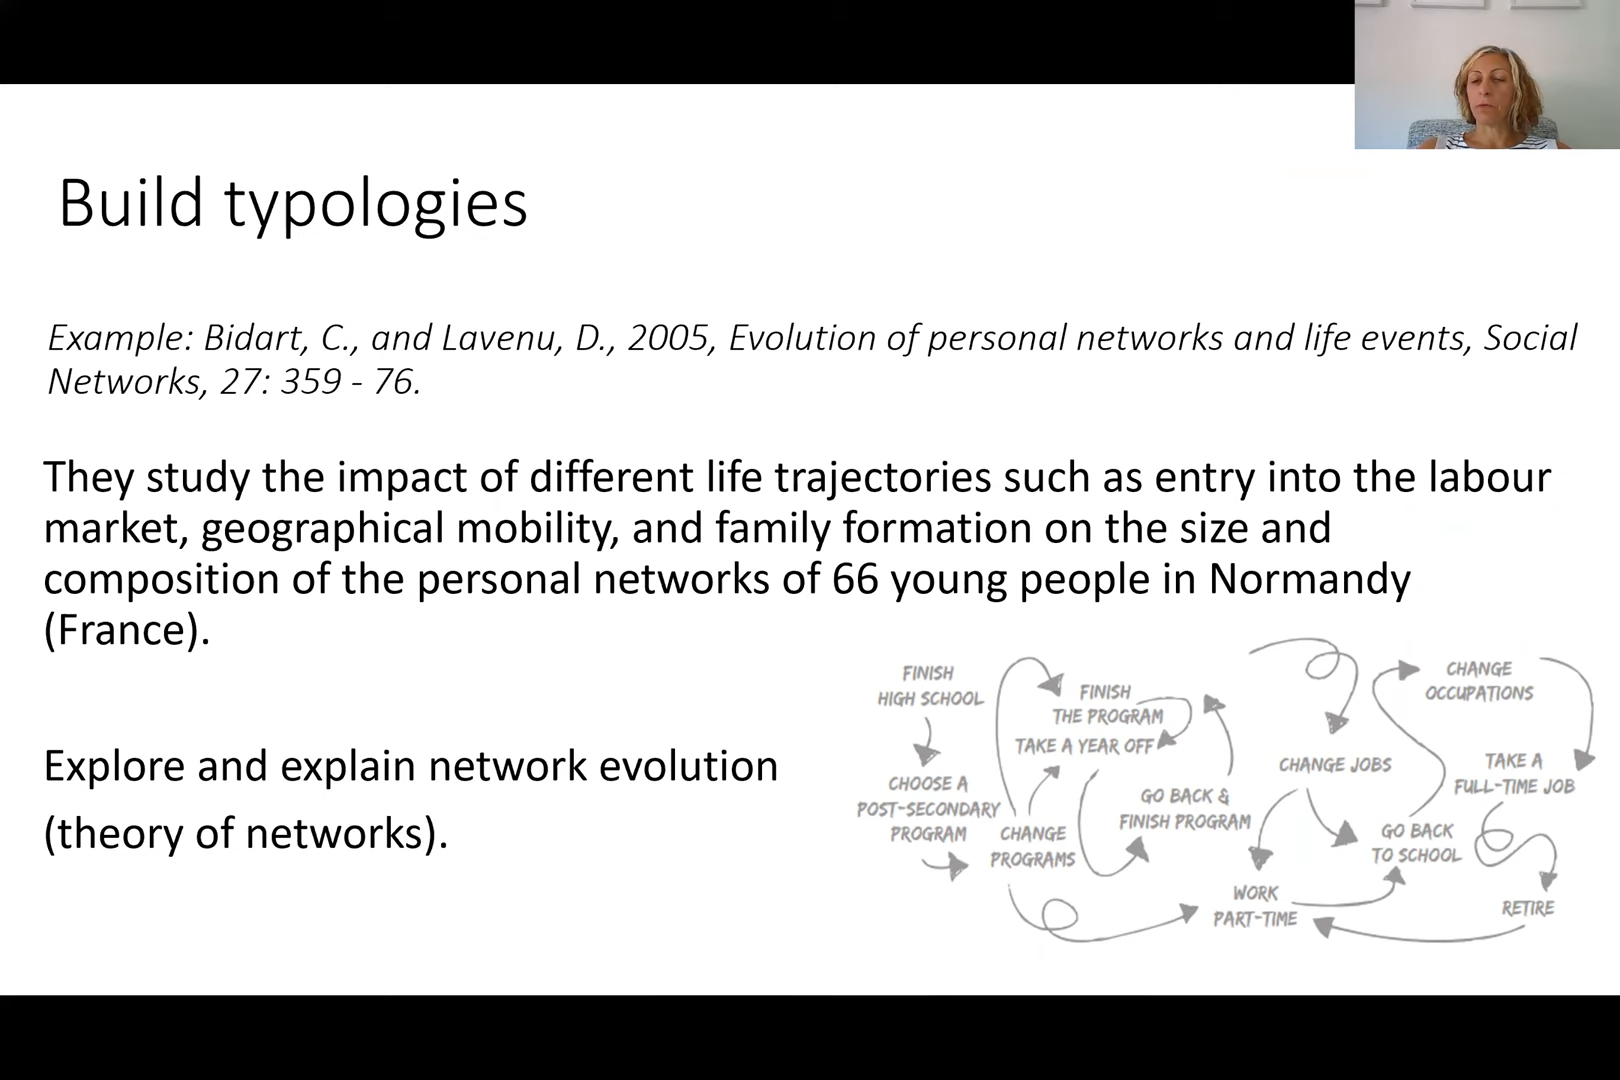 Build typologies
Example: Bidart, C., and Lavenu, D., 2005, Evolution of personal networks and life events, Social
Networks, 27: 359 - 76.
They study the impact of different life trajectories such as entry into the labour
market, geographical mobility, and family formation on the size and
composition of the personal networks of 66 young people in Normandy
(France).
Explore and explain network evolution
(theory of networks).
FINISH
HIGH SCHOOL
CHOOSE A
POST-SECONDARY
PROGRAM
CHANGE
PROGRAMS
FINISH
THE PROGRAM
TAKE A YEAR OFF
GO BACK &
FINISH PROGRAM
WORK
PART-TIME
CHANGE JOBS
GO BACK
TO SCHOOL
CHANGE
OCCUPATIONS
TAKE A
FULL-TIME JOB
RETIRE